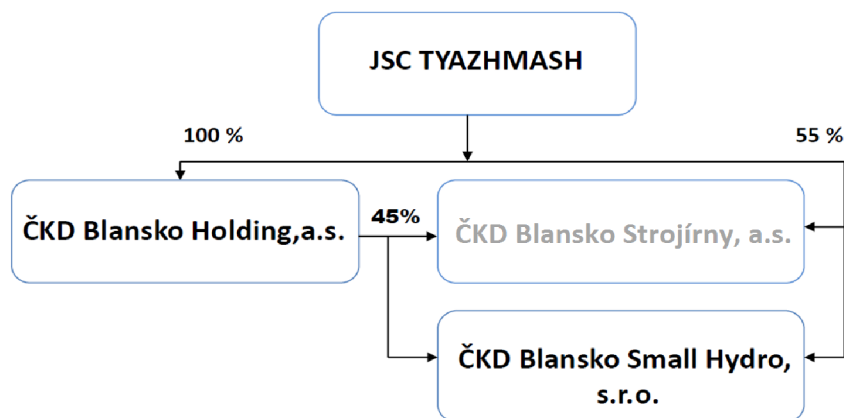 JSC TYAZHMASH
100 %
55 %
ČKD Blansko Holding,a.s.
45%
ČKD Blansko Strojírny, a.s.
ČKD Blansko Small Hydro,
s.r.o.